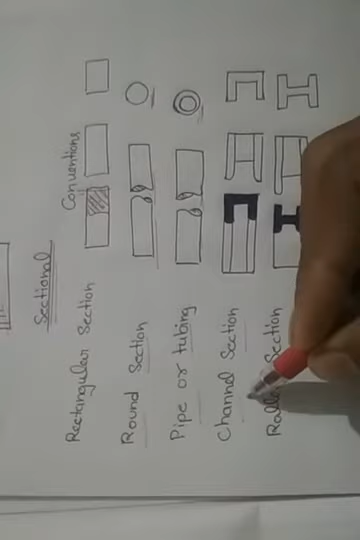 Sectional
Conventions
Rectangular Section
Round Section
Pipe or tubing
Channel Section
Section